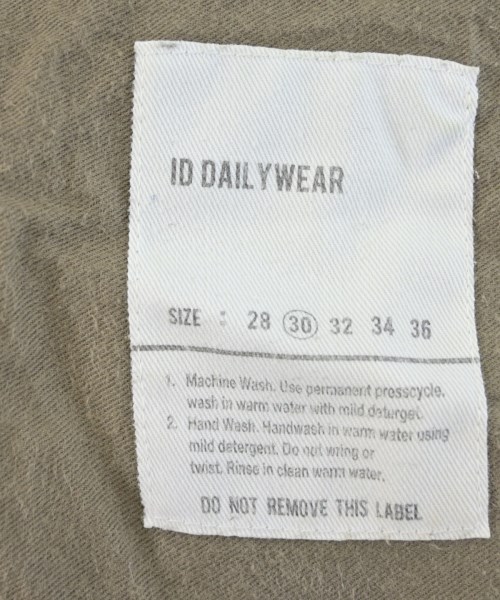 ID DAILYWEAR
SIZE : 28 30 32 34 36
1. Machine Wash. Use permanent presscycle.
wash in warm water with mild deturgel.
2. Hand Wash. Handwash in warm water using
mild detergent. Do not wring or
twist. Rinse in clean warm water.
DO NOT REMOVE THIS LABEL